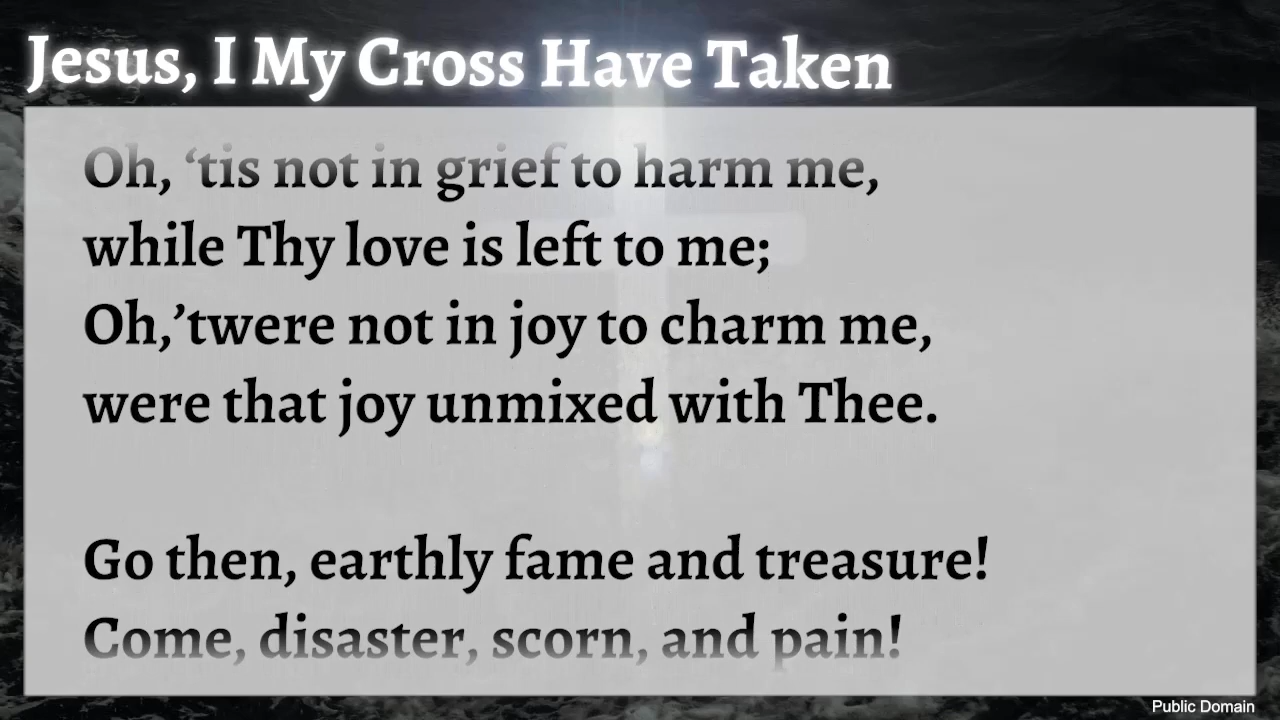 Jesus, I My Cross Have Taken
Oh, ‘tis not in grief to harm me,
while Thy love is left to me;
Oh,’twere not in joy to charm me,
were that joy unmixed with Thee.
Go then, earthly fame and treasure!
Come, disaster, scorn, and pain!
Public Domain